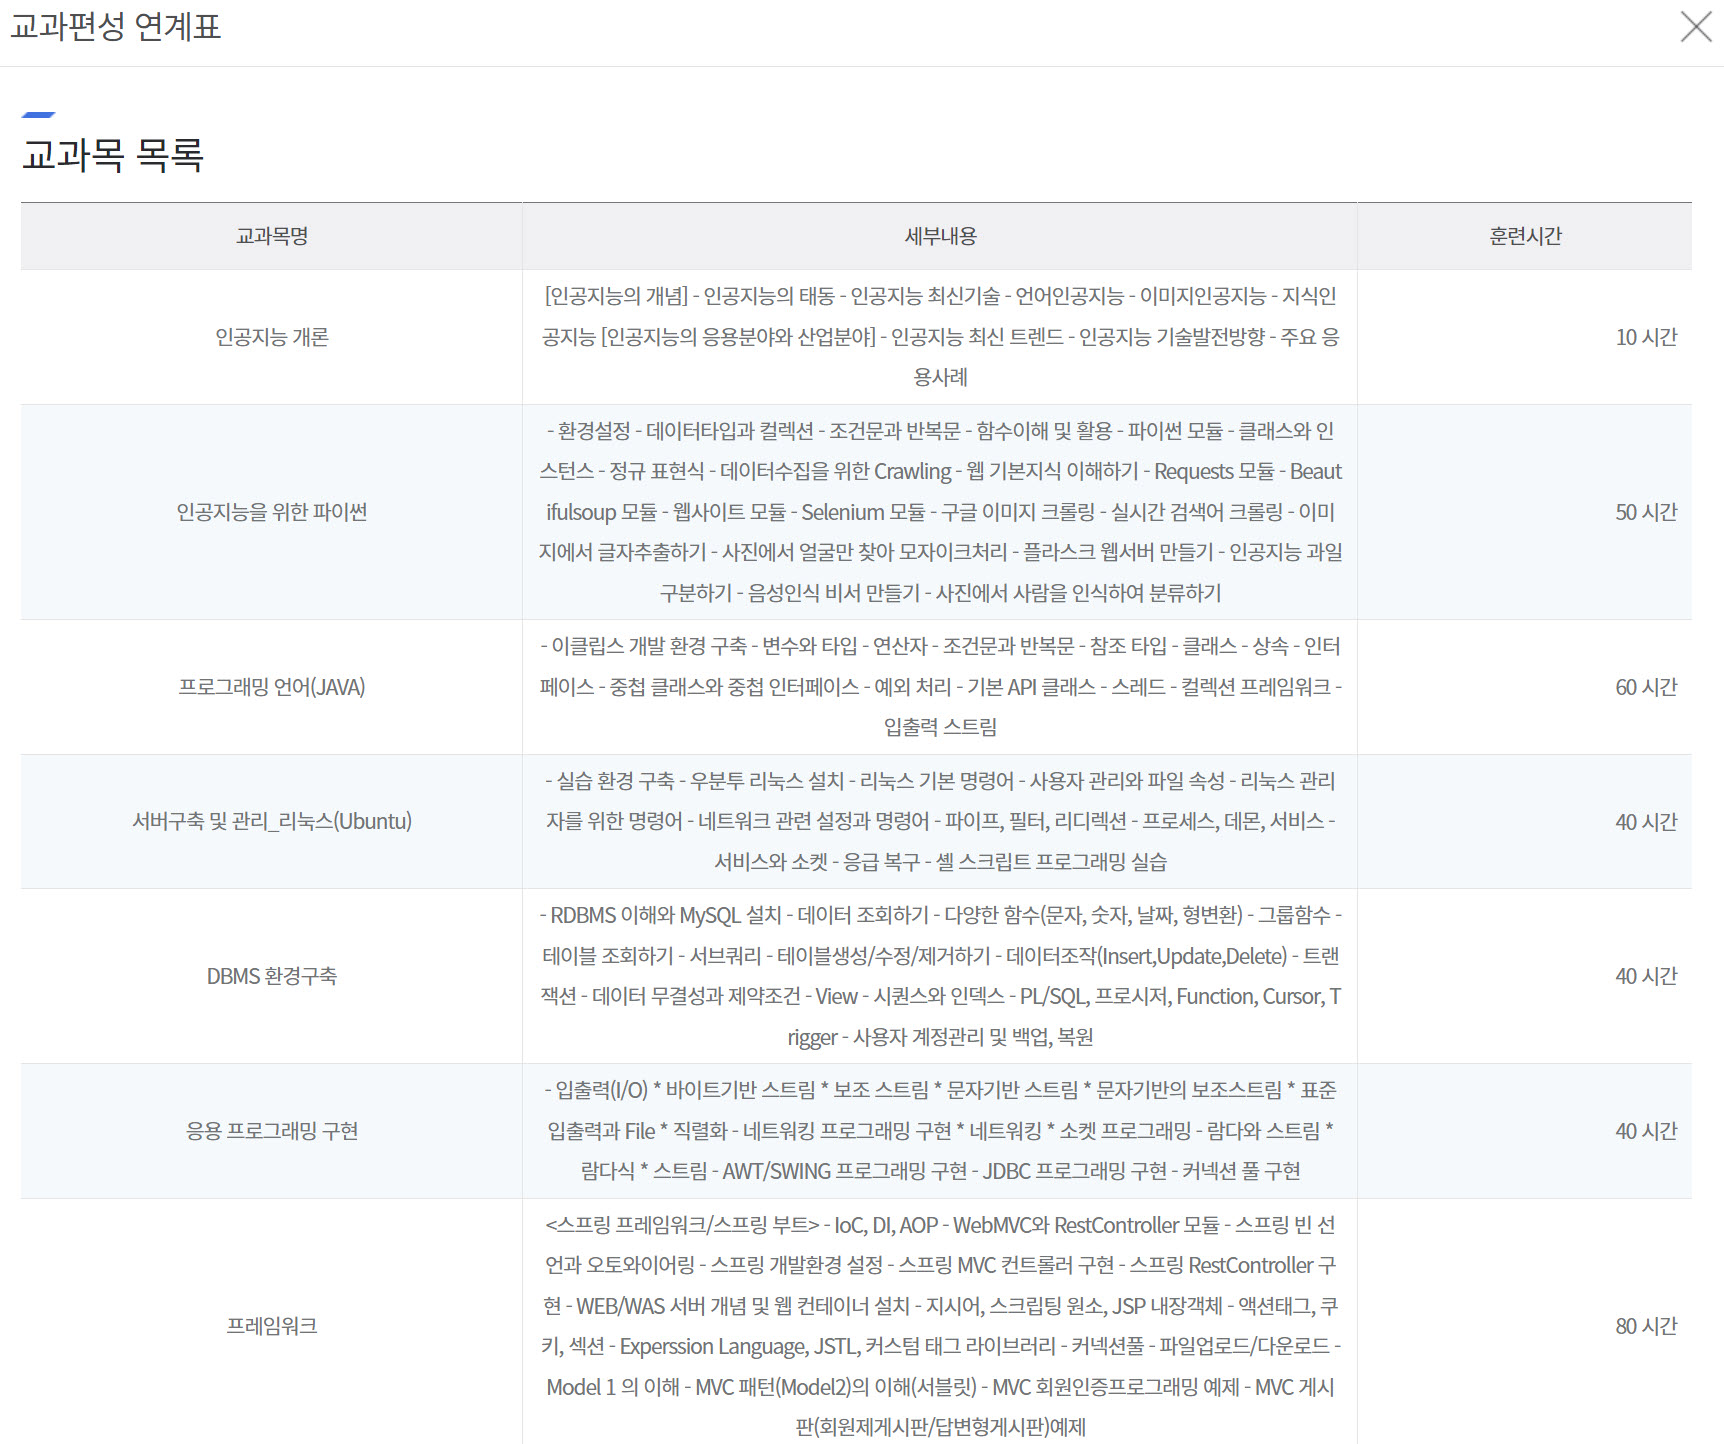 교과편성 연계표
교과목 목록
교과목명 세부내용 훈련시간
인공지능 개론
[인공지능의 개념] - 인공지능의 태동 - 인공지능 최신기술 - 언어인공지능 - 이미지인공지능 - 지식인
공지능 [인공지능의 응용분야와 산업분야] - 인공지능 최신 트렌드 - 인공지능 기술발전방향 - 주요 응
용사례
10 시간
인공지능을 위한 파이썬
- 환경설정 - 데이터타입과 컬렉션 - 조건문과 반복문 - 함수이해 및 활용 - 파이썬 모듈 - 클래스와 인
스턴스 - 정규 표현식 - 데이터수집을 위한 Crawling - 웹 기본지식 이해하기 - Requests 모듈 - Beaut
ifulsoup 모듈 - 웹사이트 모듈 - Selenium 모듈 - 구글 이미지 크롤링 - 실시간 검색어 크롤링 - 이미
지에서 글자추출하기 - 사진에서 얼굴만 찾아 모자이크처리 - 플라스크 웹서버 만들기 - 인공지능 과일
구분하기 - 음성인식 비서 만들기 - 사진에서 사람을 인식하여 분류하기
50 시간
프로그래밍 언어(JAVA)
- 이클립스 개발 환경 구축 - 변수와 타입 - 연산자 - 조건문과 반복문 - 참조 타입 - 클래스 - 상속 - 인터
페이스 - 중첩 클래스와 중첩 인터페이스 - 예외 처리 - 기본 API 클래스 - 스레드 - 컬렉션 프레임워크 -
입출력 스트림
60 시간
서버구축 및 관리_리눅스(Ubuntu)
- 실습 환경 구축 - 우분투 리눅스 설치 - 리눅스 기본 명령어 - 사용자 관리와 파일 속성 - 리눅스 관리
자를 위한 명령어 - 네트워크 관련 설정과 명령어 - 파이프, 필터, 리디렉션 - 프로세스, 데몬, 서비스 -
서비스와 소켓 - 응급 복구 - 셸 스크립트 프로그래밍 실습
40 시간
DBMS 환경구축
- RDBMS 이해와 MySQL 설치 - 데이터 조회하기 - 다양한 함수(문자, 숫자, 날짜, 형변환) - 그룹함수 -
테이블 조회하기 - 서브쿼리 - 테이블생성/수정/제거하기 - 데이터조작(Insert,Update,Delete) - 트랜
잭션 - 데이터 무결성과 제약조건 - View - 시퀀스와 인덱스 - PL/SQL, 프로시저, Function, Cursor, T
rigger - 사용자 계정관리 및 백업, 복원
40 시간
응용 프로그래밍 구현
- 입출력(I/O) * 바이트기반 스트림 * 보조 스트림 * 문자기반 스트림 * 문자기반의 보조스트림 * 표준
입출력과 File * 직렬화 - 네트워킹 프로그래밍 구현 * 네트워킹 * 소켓 프로그래밍 - 람다와 스트림 *
람다식 * 스트림 - AWT/SWING 프로그래밍 구현 - JDBC 프로그래밍 구현 - 커넥션 풀 구현
40 시간
프레임워크
<스프링 프레임워크/스프링 부트> - IoC, DI, AOP - WebMVC와 RestController 모듈 - 스프링 빈 선
언과 오토와이어링 - 스프링 개발환경 설정 - 스프링 MVC 컨트롤러 구현 - 스프링 RestController 구
현 - WEB/WAS 서버 개념 및 웹 컨테이너 설치 - 지시어, 스크립팅 원소, JSP 내장객체 - 액션태그, 쿠
키, 섹션 - Experssion Language, JSTL, 커스텀 태그 라이브러리 - 커넥션풀 - 파일업로드/다운로드 -
Model 1 의 이해 - MVC 패턴(Model2)의 이해(서블릿) - MVC 회원인증프로그래밍 예제 - MVC 게시
판(회원제게시판/답변형게시판)예제
80 시간